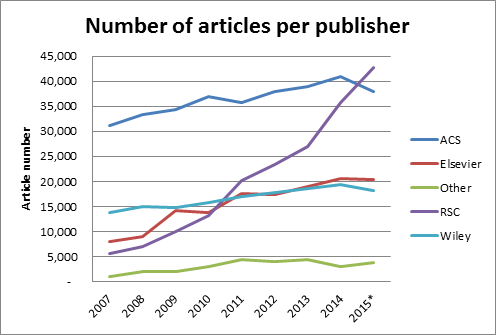 Number of articles per publisher
45,000
40,000
35,000
30,000
25,000
20,000
15,000
10,000
5,000
-
Article number
2007
2008
2009
2010
2011
2012
2013
2014
2015*
ACS
Elsevier
Other
RSC
Wiley